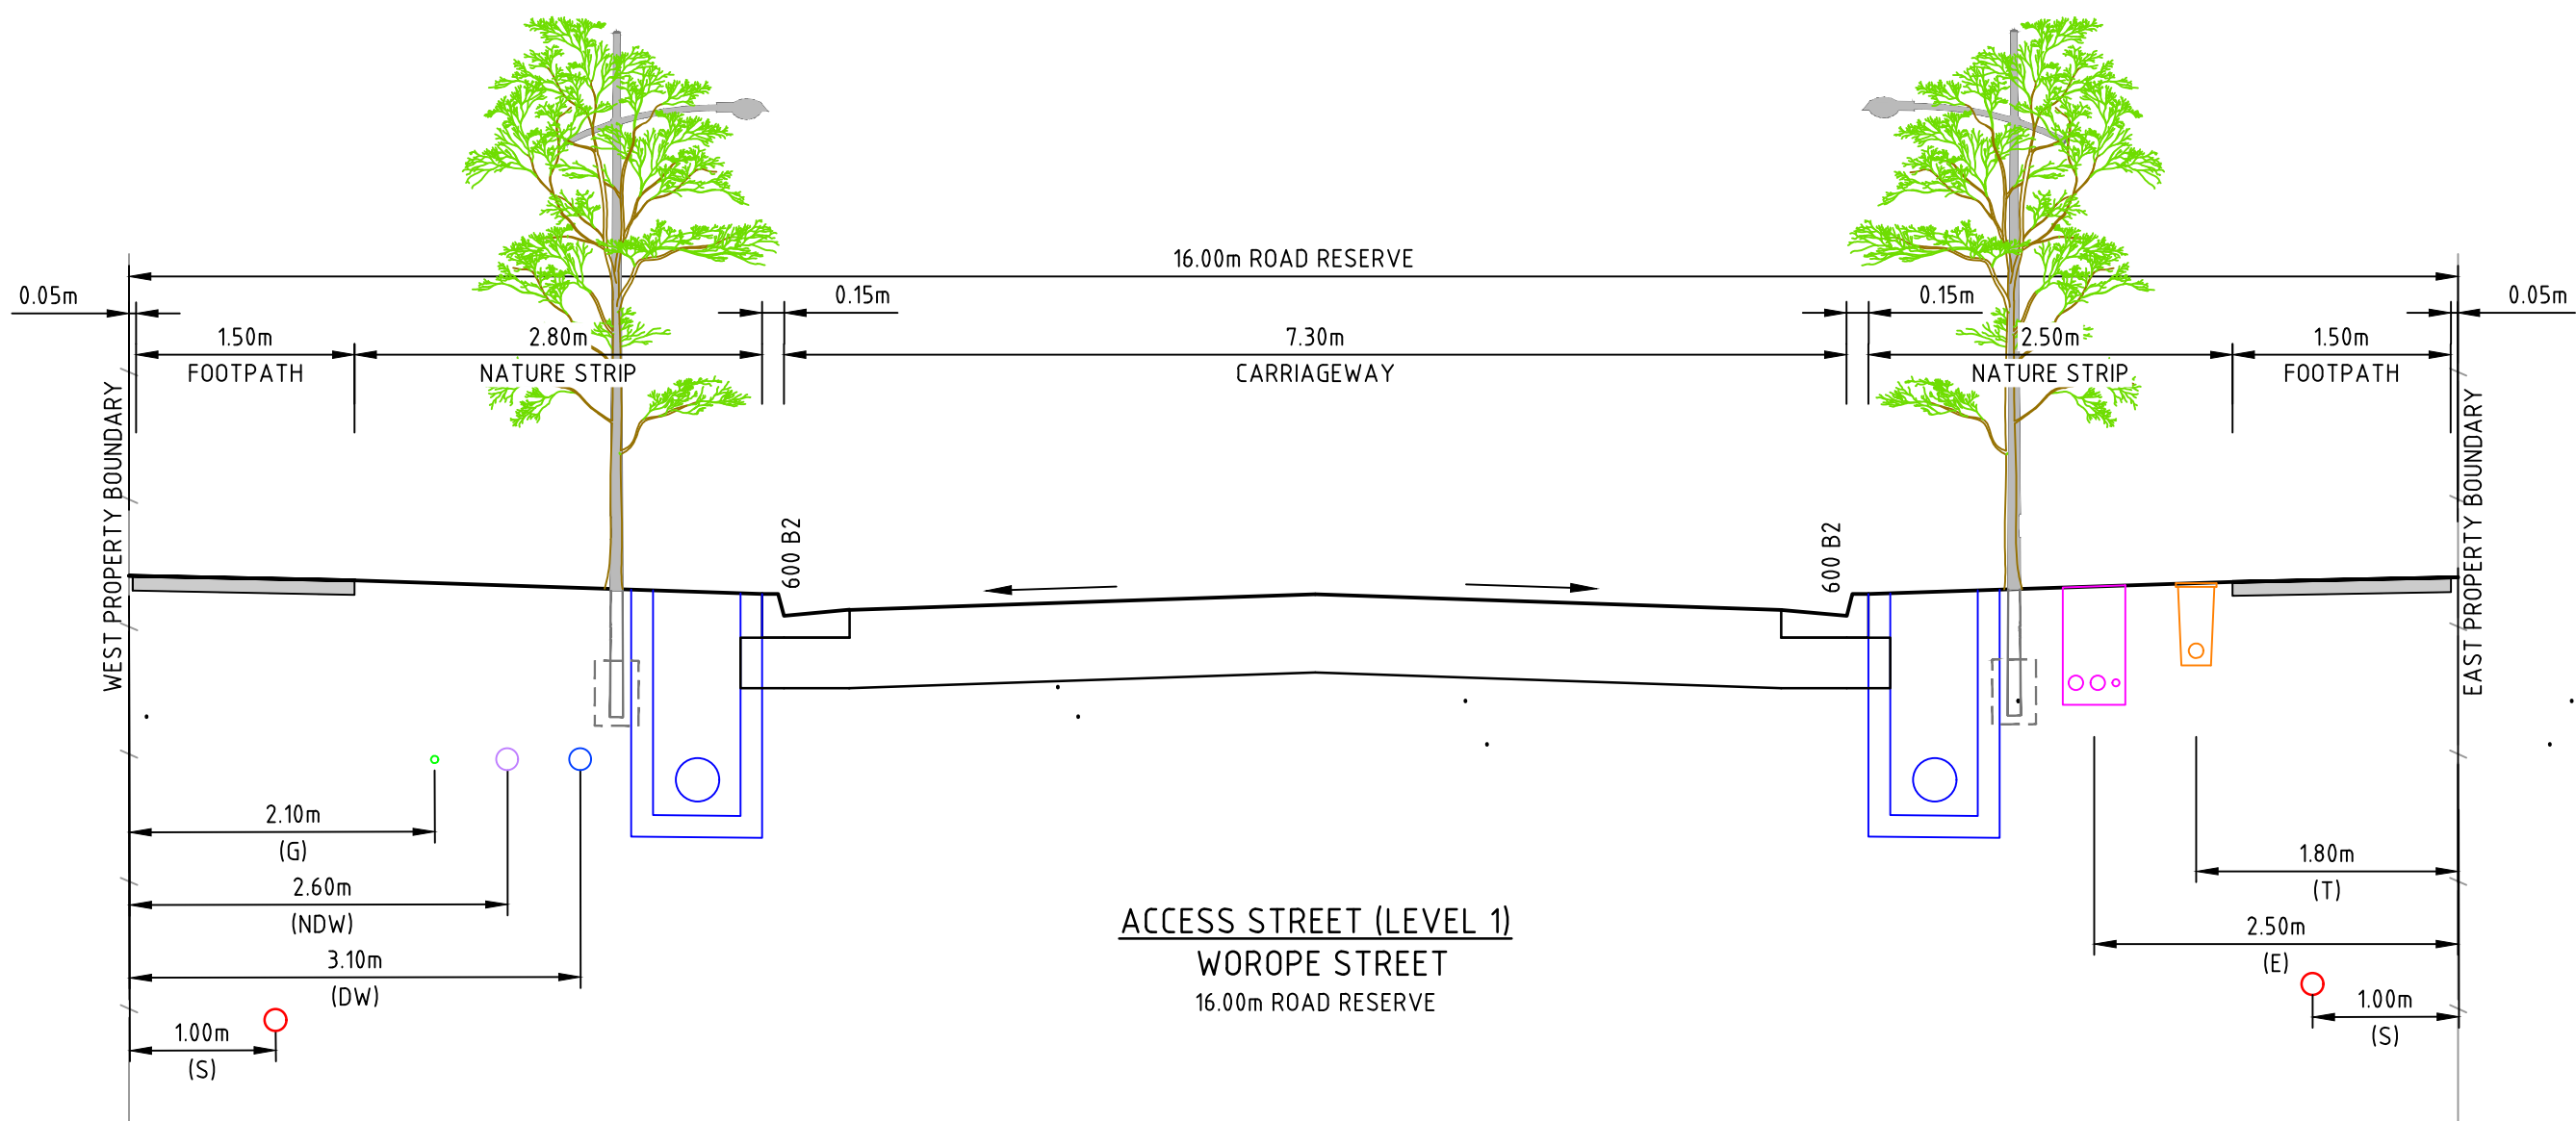 16.00m ROAD RESERVE
0.05m
0.15m
0.15m
0.05m
1.50m
2.80m
7.30m
2.50m
1.50m
FOOTPATH
NATURE STRIP
CARRIAGEWAY
NATURE STRIP
FOOTPATH
WEST PROPERTY BOUNDARY
600 B2
600 B2
EAST PROPERTY BOUNDARY
2.10m
(G)
2.60m
(NDW)
3.10m
(DW)
1.00m
(S)
ACCESS STREET (LEVEL 1)
WOROPE STREET
16.00m ROAD RESERVE
1.80m
(T)
2.50m
(E)
1.00m
(S)